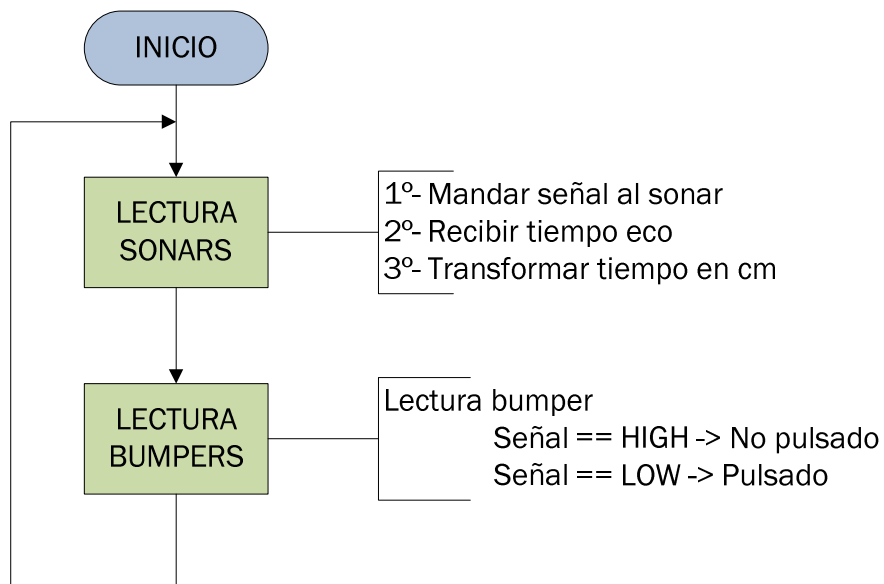 INICIO
LECTURA
SONARS
1º- Mandar señal al sonar
2º- Recibir tiempo eco
3º- Transformar tiempo en cm
LECTURA
BUMPERS
Lectura bumper
Señal == HIGH -> No pulsado
Señal == LOW -> Pulsado